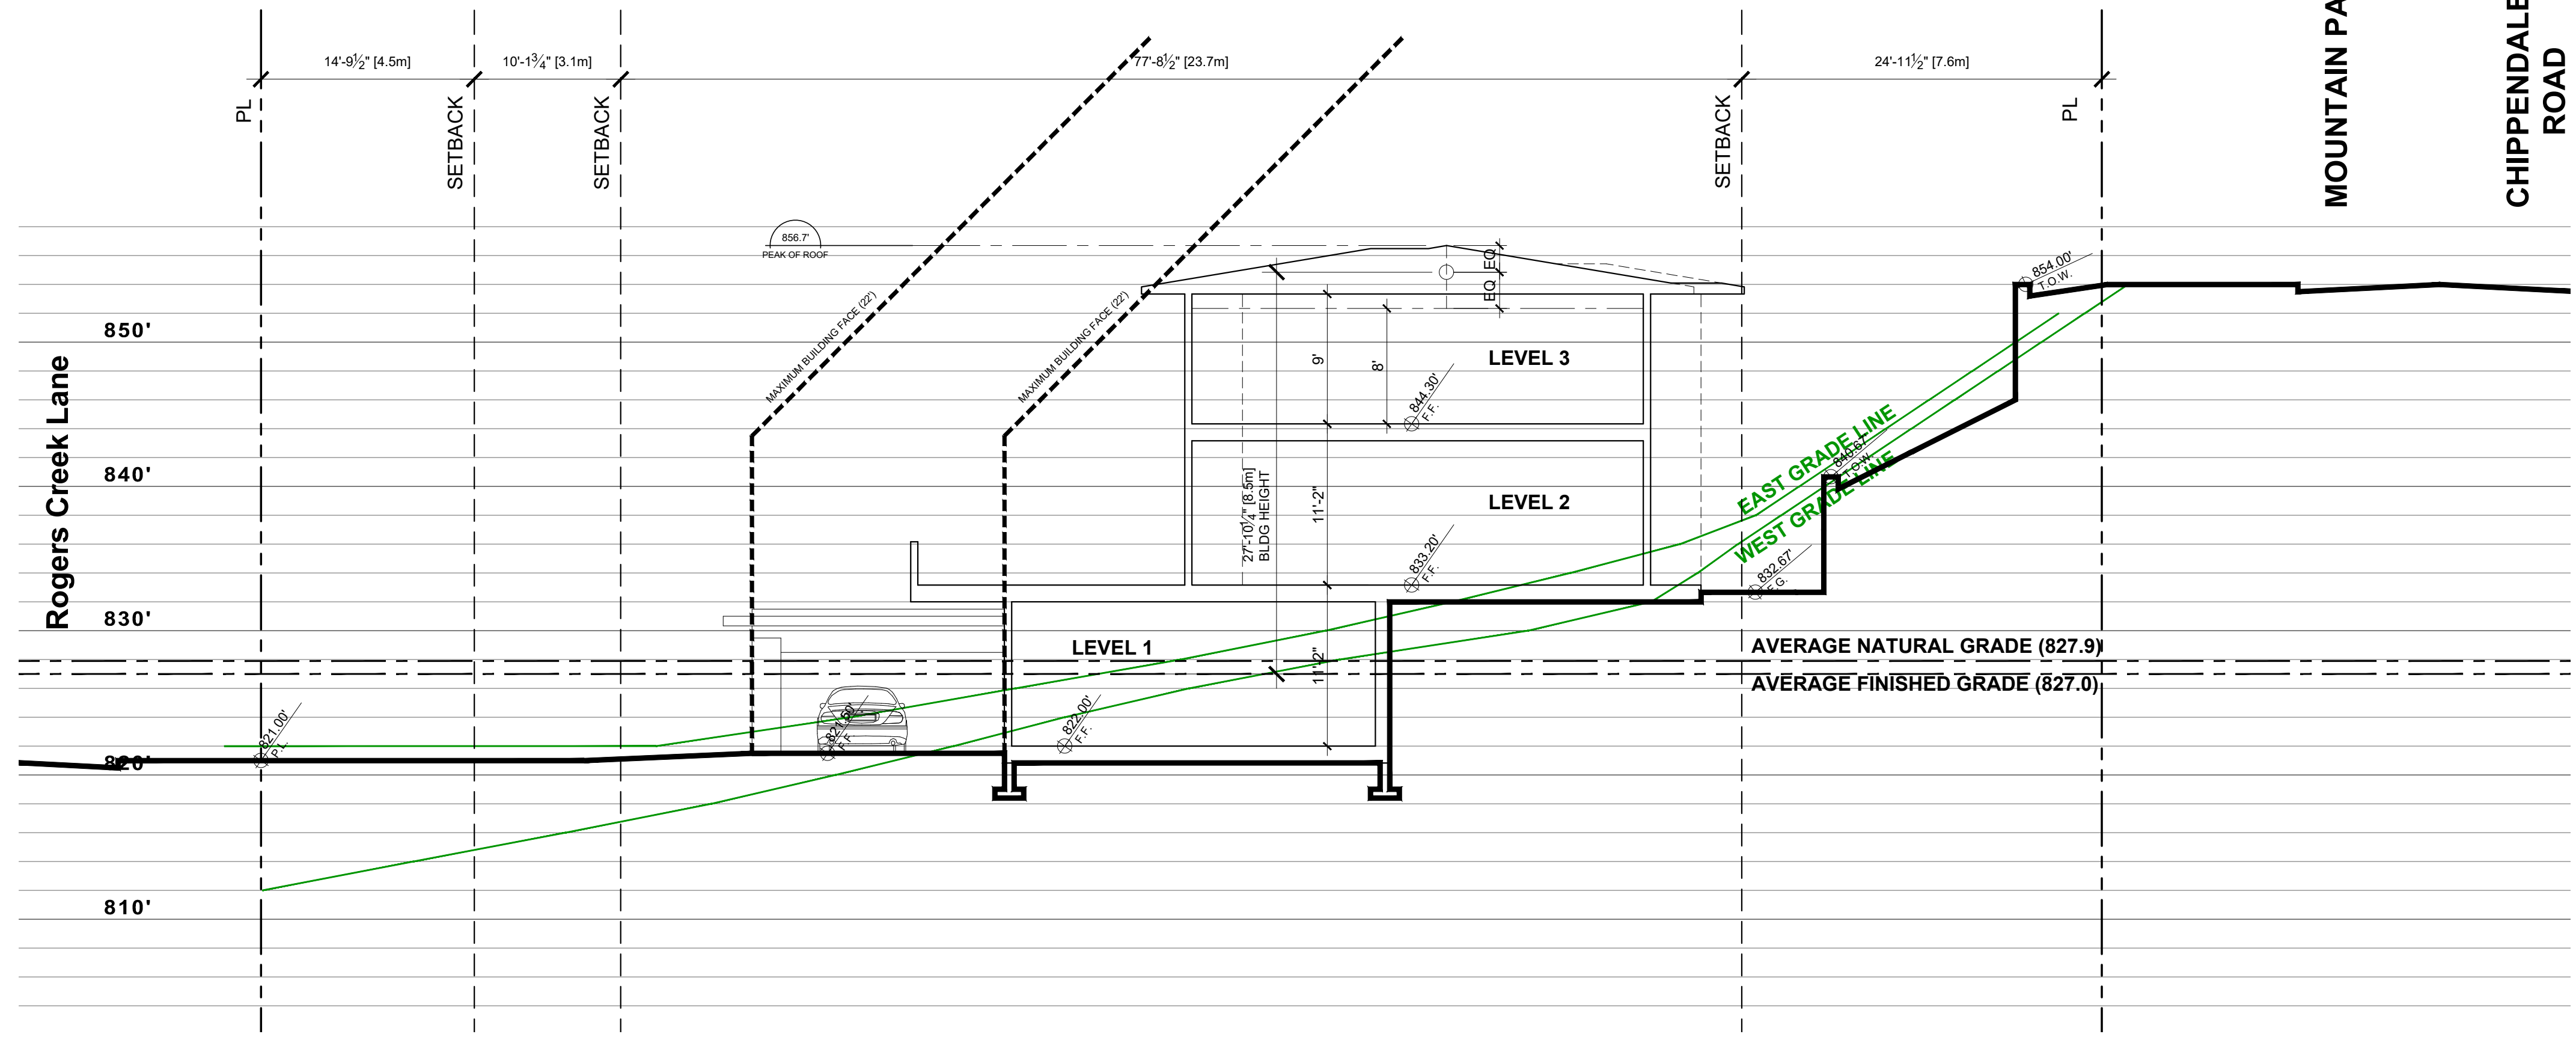 MOUNTAIN PA
CHIPPENDALE
ROAD
14'-9½" [4.5m]
10'-1¾" [3.1m]
77'-8½" [23.7m]
24'-11½" [7.6m]
PL
SETBACK
SETBACK
SETBACK
PL
856.7'
PEAK OF ROOF
EQ
EQ
854.00'
T.O.W.
MAXIMUM BUILDING FACE (22')
MAXIMUM BUILDING FACE (22')
850'
Rogers Creek Lane
9'
8'
LEVEL 3
844.30'
F.F.
EAST GRADE LINE
840.67'
T.O.W.
WEST GRADE LINE
840'
27'-10¼" [8.5m]
BLDG HEIGHT
11'-2"
LEVEL 2
833.20'
F.F.
832.67'
F.G.
830'
LEVEL 1
11'-2"
AVERAGE NATURAL GRADE (827.9)
AVERAGE FINISHED GRADE (827.0)
821.00'
P.L.
821.50'
F.F.
822.00'
F.F.
820'
810'